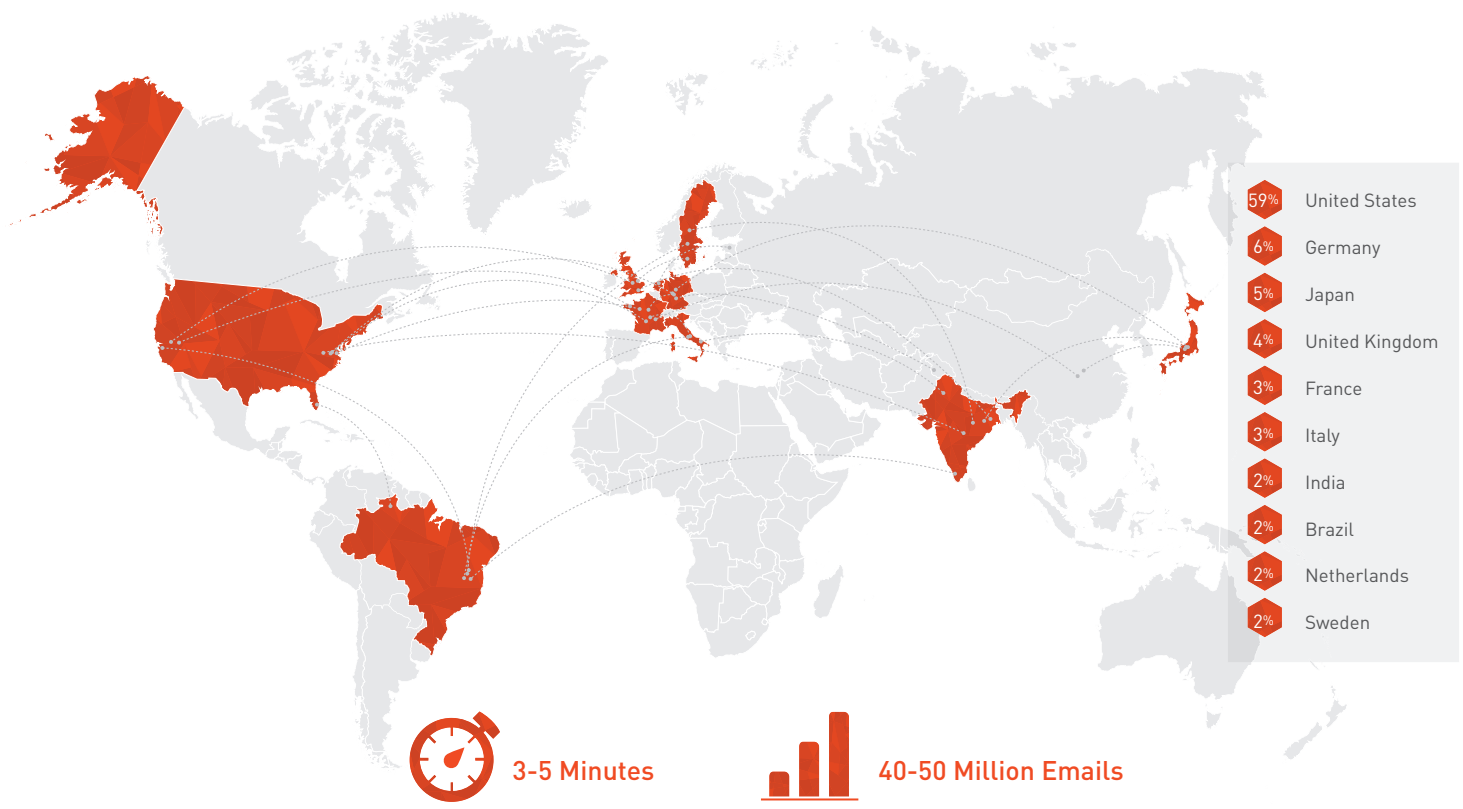 59% United States
6% Germany
5% Japan
4% United Kingdom
3% France
3% Italy
2% India
2% Brazil
2% Netherlands
2% Sweden
3-5 Minutes
40-50 Million Emails